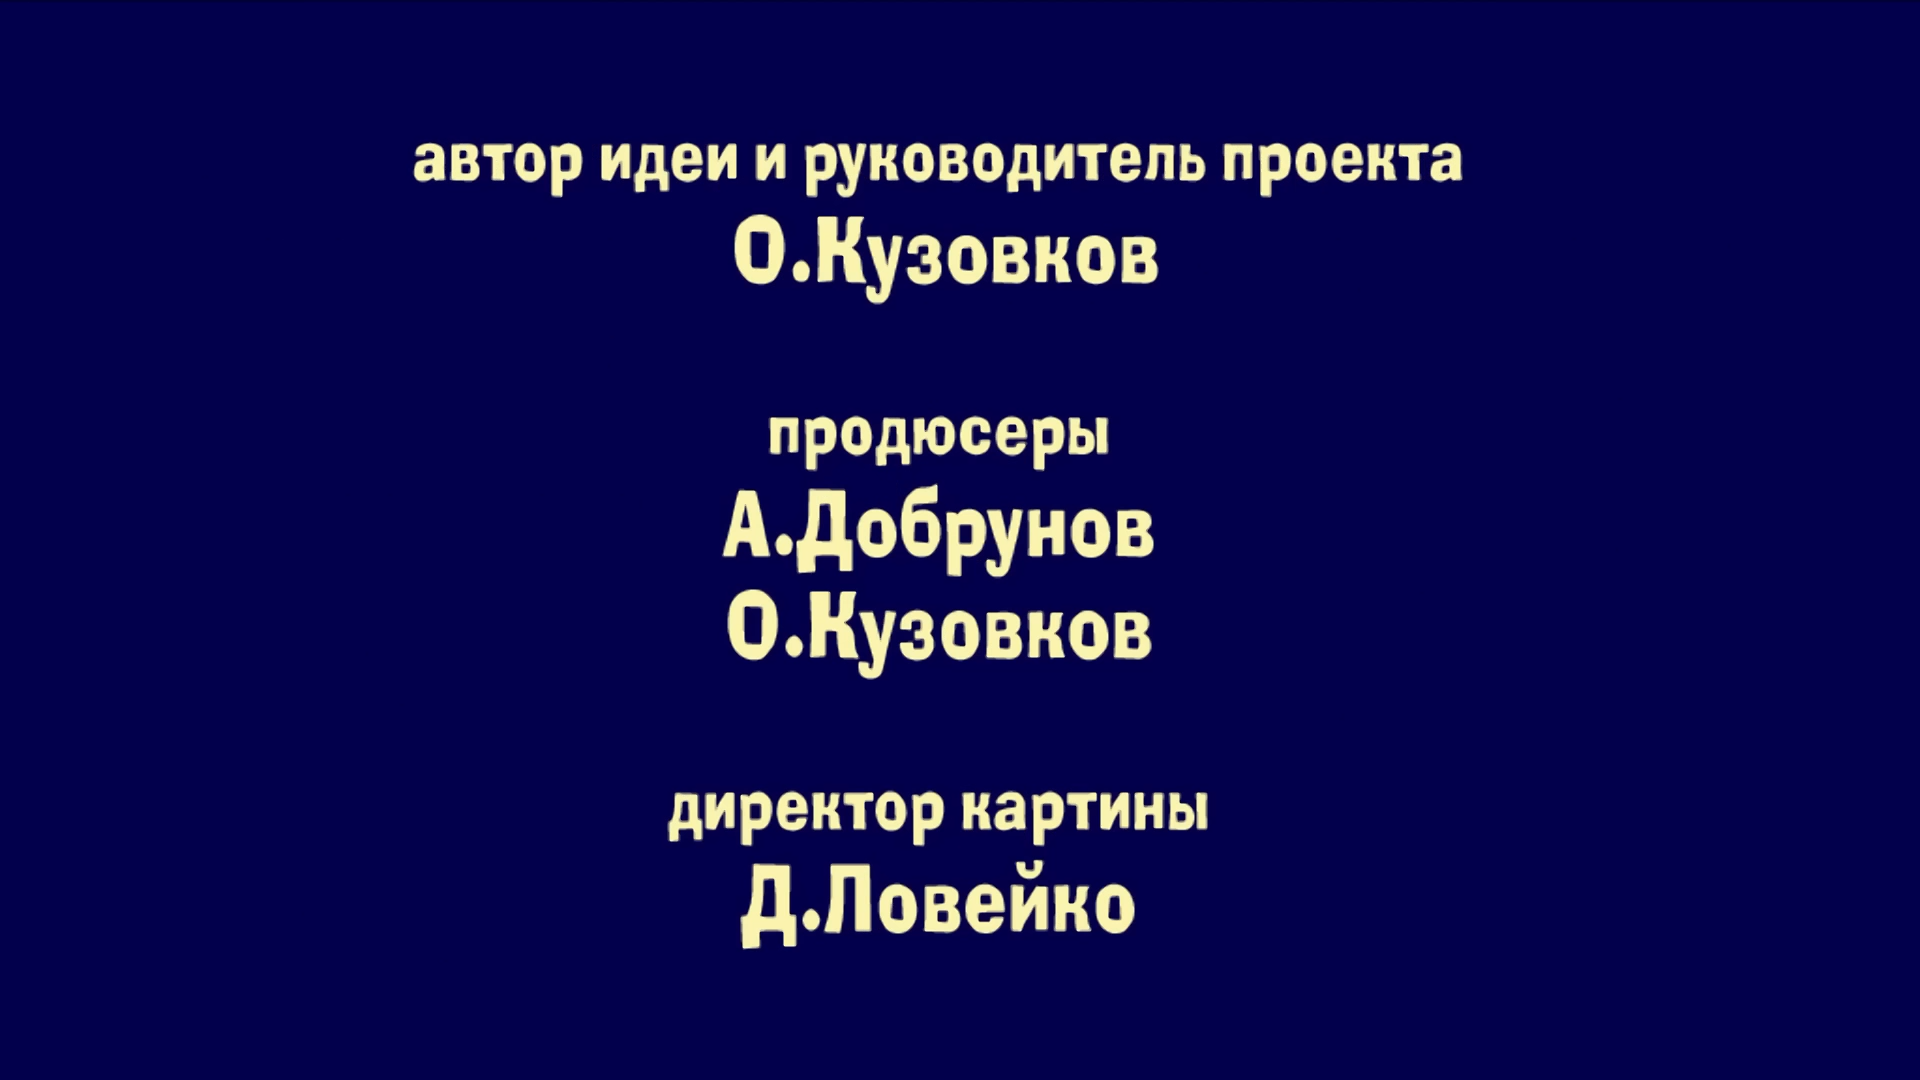 автор идеи и руководитель проекта
О.Кузовков
продюсеры
А.Добрунов
О.Кузовков
директор картины
Д.Ловейко